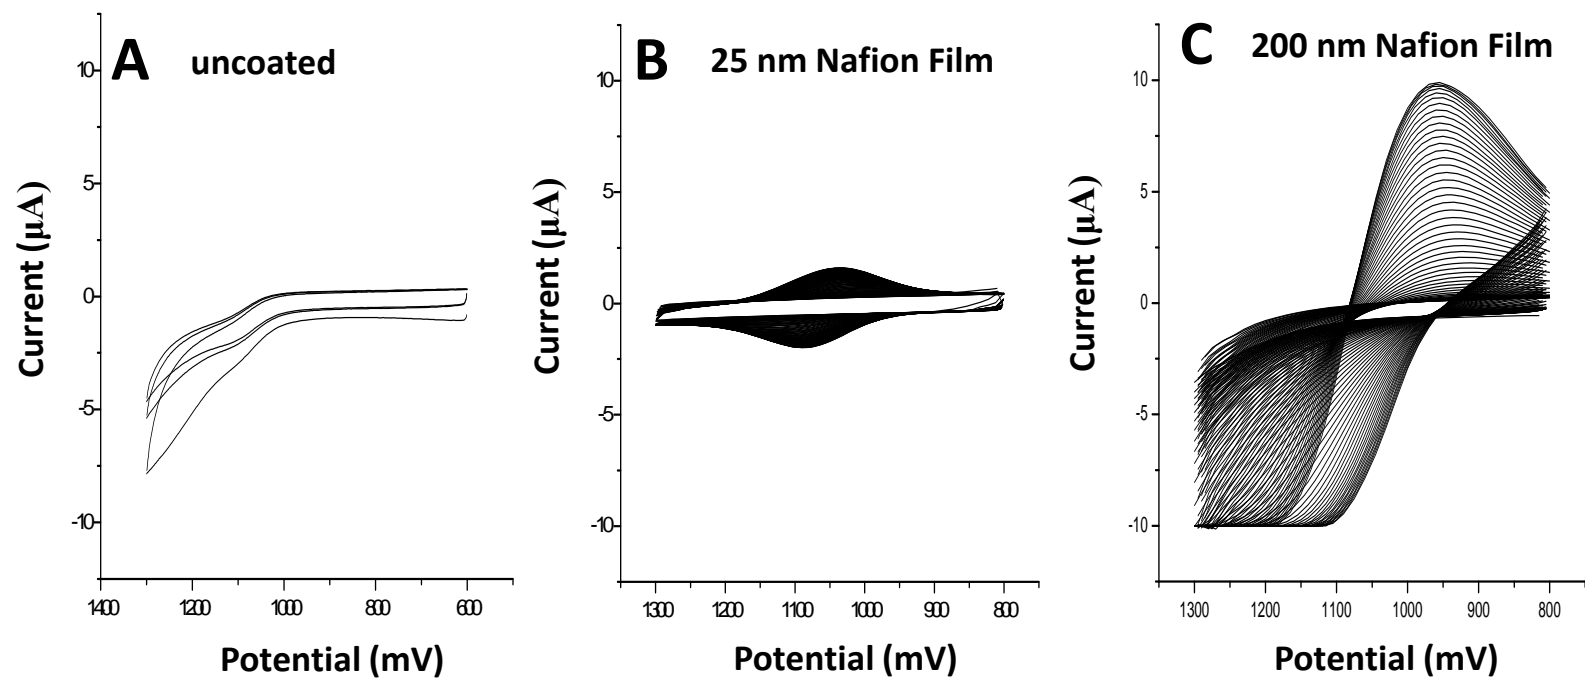 A uncoated
10
5
0
-5
-10
Current (µA)
1400 1200 1000 800 600
Potential (mV)
B 25 nm Nafion Film
10
5
0
-5
-10
Current (µA)
1300 1200 1100 1000 900 800
Potential (mV)
C 200 nm Nafion Film
10
5
0
-5
-10
Current (µA)
1300 1200 1100 1000 900 800
Potential (mV)